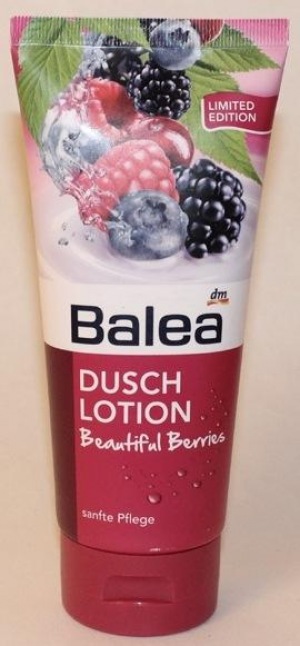 LIMITED
EDITION
dm
Balea
DUSCH
LOTION
Beautiful Berries
sanfte Pflege